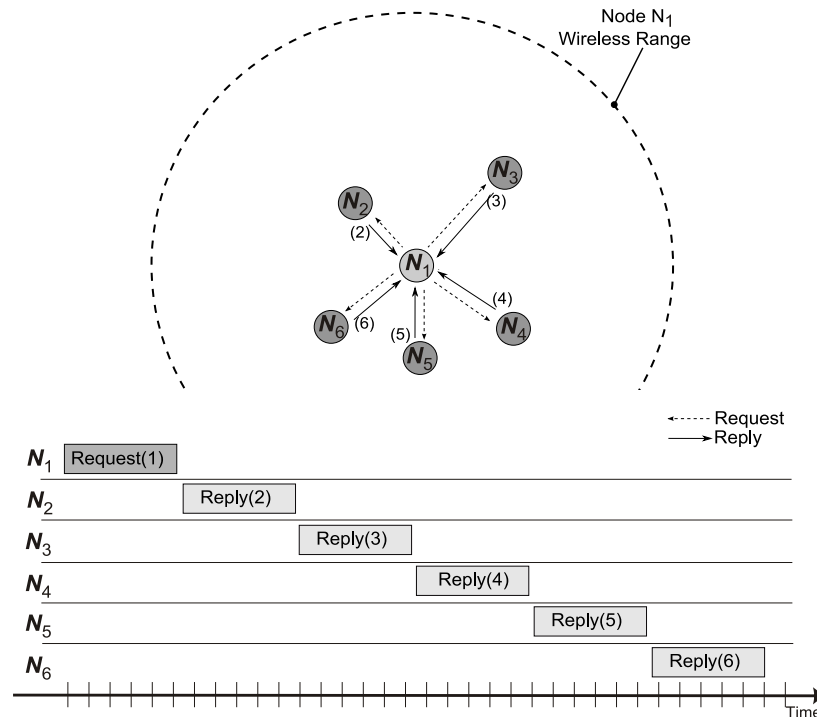 Node N1
Wireless Range
N3
(3)
N2
(2)
N1
(4)
N6
(6)
(5)
N4
N5
Request
Reply
N1 Request(1)
N2 Reply(2)
N3 Reply(3)
N4 Reply(4)
N5 Reply(5)
N6 Reply(6)
Time